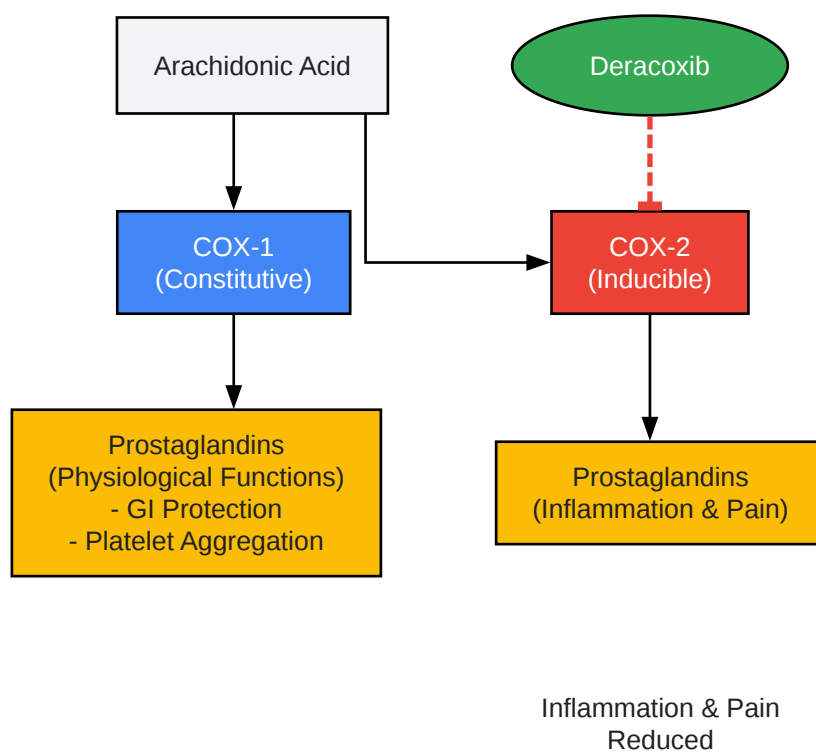 Arachidonic Acid
Deracoxib
COX-1
(Constitutive)
COX-2
(Inducible)
Prostaglandins
(Physiological Functions)
- GI Protection
- Platelet Aggregation
Prostaglandins
(Inflammation & Pain)
Inflammation & Pain
Reduced